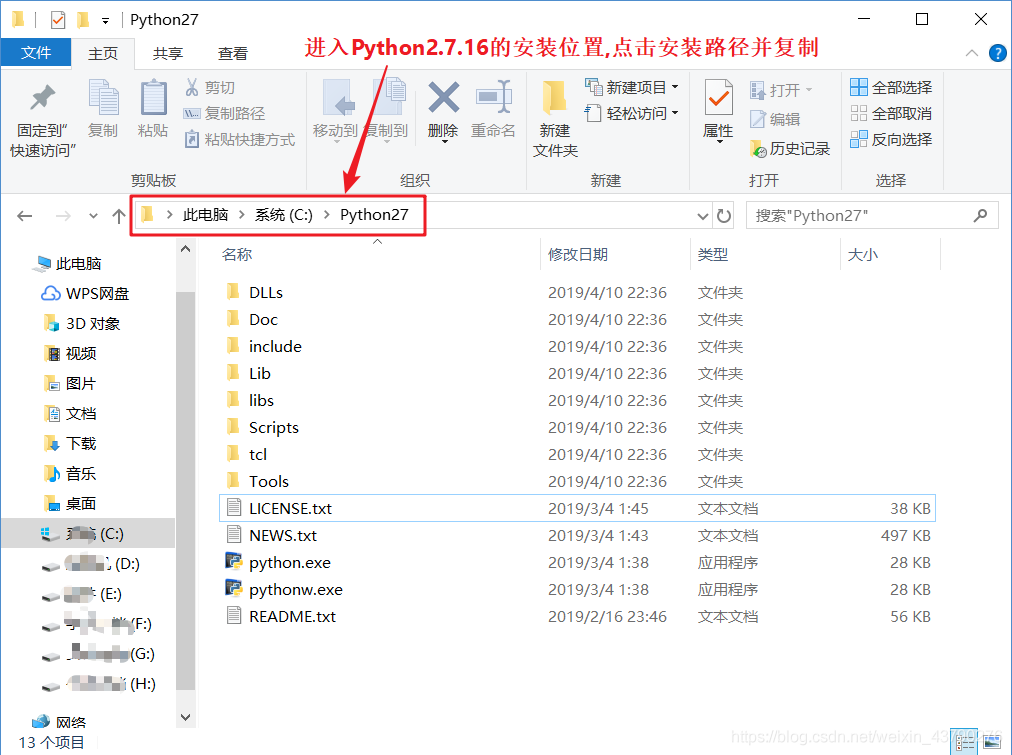 Python27
文件 主页 共享 查看
进入Python2.7.16的安装位置,点击安装路径并复制
固定到"快速访问"
复制
粘贴
剪切
复制路径
粘贴快捷方式
剪贴板
移动到
复制到
删除
重命名
组织
新建文件夹
新建项目
轻松访问
新建
属性
打开
编辑
历史记录
打开
全部选择
全部取消
反向选择
选择
此电脑 > 系统 (C:) > Python27
搜索"Python27"
此电脑
WPS网盘
3D 对象
视频
图片
文档
下载
音乐
桌面
(C:)
(D:)
(E:)
(F:)
(G:)
(H:)
网络
名称 修改日期 类型 大小
DLLs 2019/4/10 22:36 文件夹
Doc 2019/4/10 22:36 文件夹
include 2019/4/10 22:36 文件夹
Lib 2019/4/10 22:36 文件夹
libs 2019/4/10 22:36 文件夹
Scripts 2019/4/10 22:36 文件夹
tcl 2019/4/10 22:36 文件夹
Tools 2019/4/10 22:36 文件夹
LICENSE.txt 2019/3/4 1:45 文本文档 38 KB
NEWS.txt 2019/3/4 1:43 文本文档 497 KB
python.exe 2019/3/4 1:38 应用程序 28 KB
pythonw.exe 2019/3/4 1:38 应用程序 28 KB
README.txt 2019/2/16 23:46 文本文档 56 KB
13 个项目